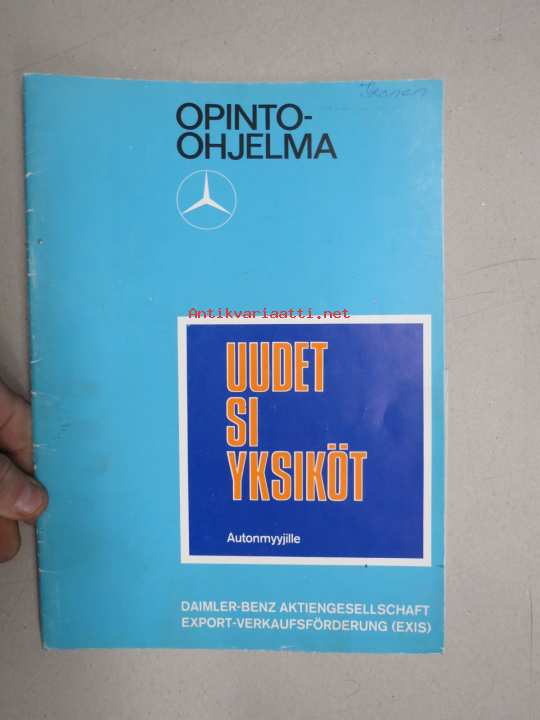 OPINTO-
OHJELMA
Antikvariaatti.net
UUDET
SI
YKSIKÖT
Autonmyyjille
DAIMLER-BENZ AKTIENGESELLSCHAFT
EXPORT-VERKAUFSFÖRDERUNG (EXIS)